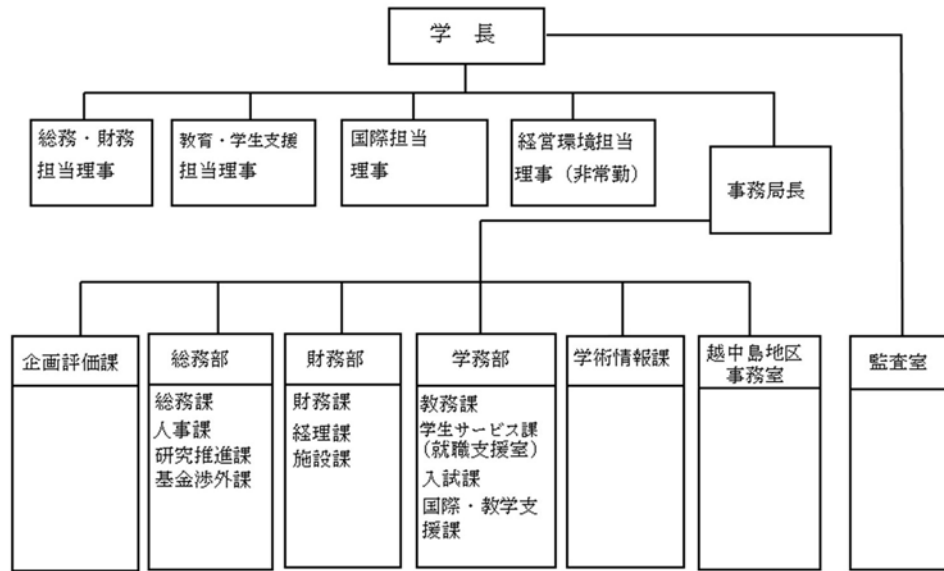 学　長
総務・財務
担当理事
教育・学生支援
担当理事
国際担当
理事
経営環境担当
理事（非常勤）
事務局長
企画評価課
総務部
総務課
人事課
研究推進課
基金渉外課
財務部
財務課
経理課
施設課
学務部
教務課
学生サービス課
（就職支援室）
入試課
国際・教学支
援課
学術情報課
越中島地区
事務室
監査室